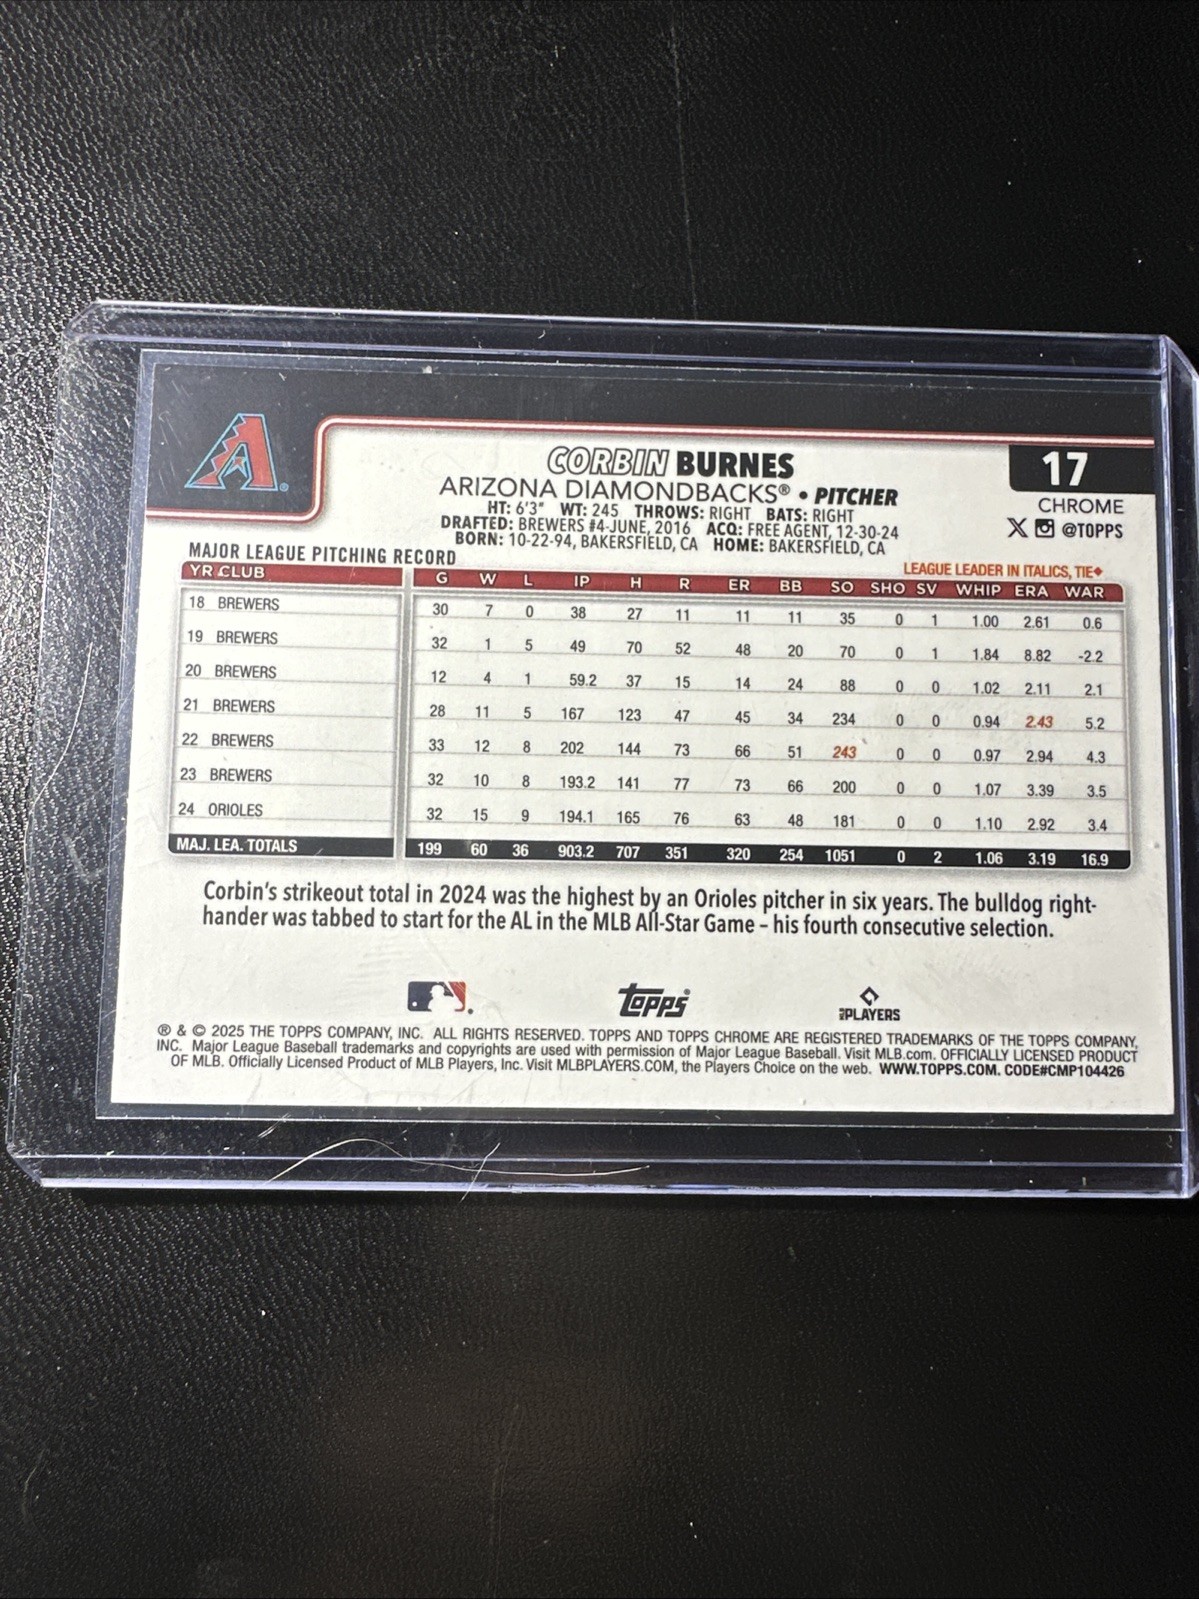 CORBIN BURNES
ARIZONA DIAMONDBACKS® • PITCHER
HT: 6'3" WT: 245 THROWS: RIGHT BATS: RIGHT
DRAFTED: BREWERS #4-JUNE, 2016 ACQ: FREE AGENT, 12-30-24
BORN: 10-22-94, BAKERSFIELD, CA HOME: BAKERSFIELD, CA
17
CHROME
@TOPPS
A®
MAJOR LEAGUE PITCHING RECORD
LEAGUE LEADER IN ITALICS, TIE◆
YR CLUB G W L IP H R ER BB SO SHO SV WHIP ERA WAR
18 BREWERS 30 7 0 38 27 11 11 11 35 0 1 1.00 2.61 0.6
19 BREWERS 32 1 5 49 70 52 48 20 70 0 1 1.84 8.82 -2.2
20 BREWERS 12 4 1 59.2 37 15 14 24 88 0 0 1.02 2.11 2.1
21 BREWERS 28 11 5 167 123 47 45 34 234 0 0 0.94 2.43 5.2
22 BREWERS 33 12 8 202 144 73 66 51 243 0 0 0.97 2.94 4.3
23 BREWERS 32 10 8 193.2 141 77 73 66 200 0 0 1.07 3.39 3.5
24 ORIOLES 32 15 9 194.1 165 76 63 48 181 0 0 1.10 2.92 3.4
MAJ. LEA. TOTALS 199 60 36 903.2 707 351 320 254 1051 0 2 1.06 3.19 16.9
Corbin's strikeout total in 2024 was the highest by an Orioles pitcher in six years. The bulldog right-
hander was tabbed to start for the AL in the MLB All-Star Game – his fourth consecutive selection.
Topps
MLB PLAYERS
® & © 2025 THE TOPPS COMPANY, INC. ALL RIGHTS RESERVED. TOPPS AND TOPPS CHROME ARE REGISTERED TRADEMARKS OF THE TOPPS COMPANY,
INC. Major League Baseball trademarks and copyrights are used with permission of Major League Baseball. Visit MLB.com. OFFICIALLY LICENSED PRODUCT
OF MLB. Officially Licensed Product of MLB Players, Inc. Visit MLBPLAYERS.COM, the Players Choice on the web. WWW.TOPPS.COM. CODE#CMP104426